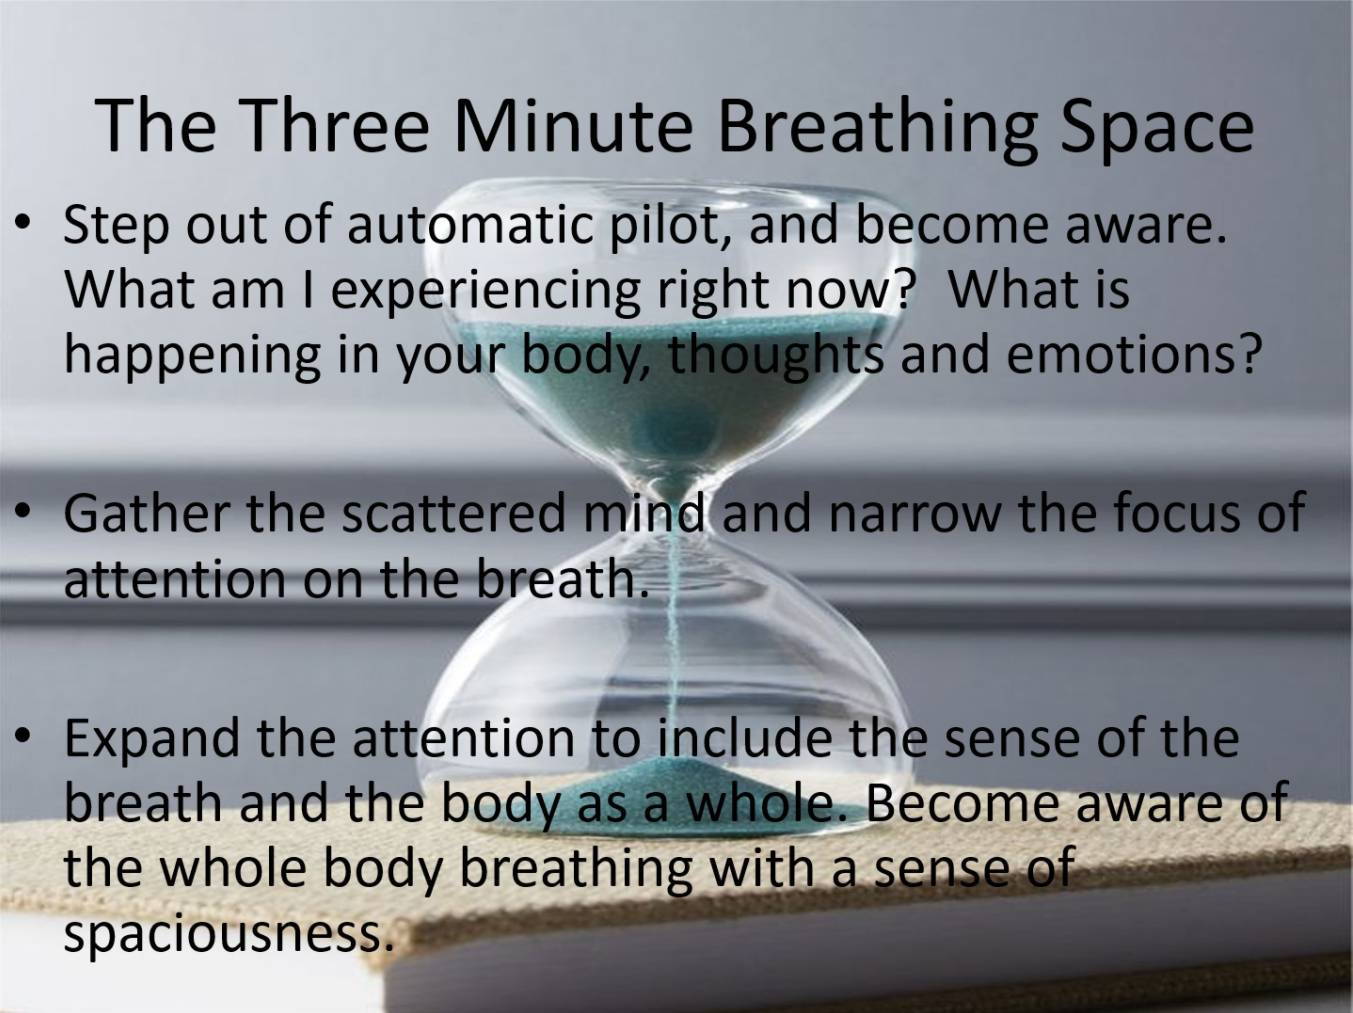 The Three Minute Breathing Space
• Step out of automatic pilot, and become aware.
What am I experiencing right now?  What is
happening in your body, thoughts and emotions?
• Gather the scattered mind and narrow the focus of
attention on the breath.
• Expand the attention to include the sense of the
breath and the body as a whole. Become aware of
the whole body breathing with a sense of
spaciousness.